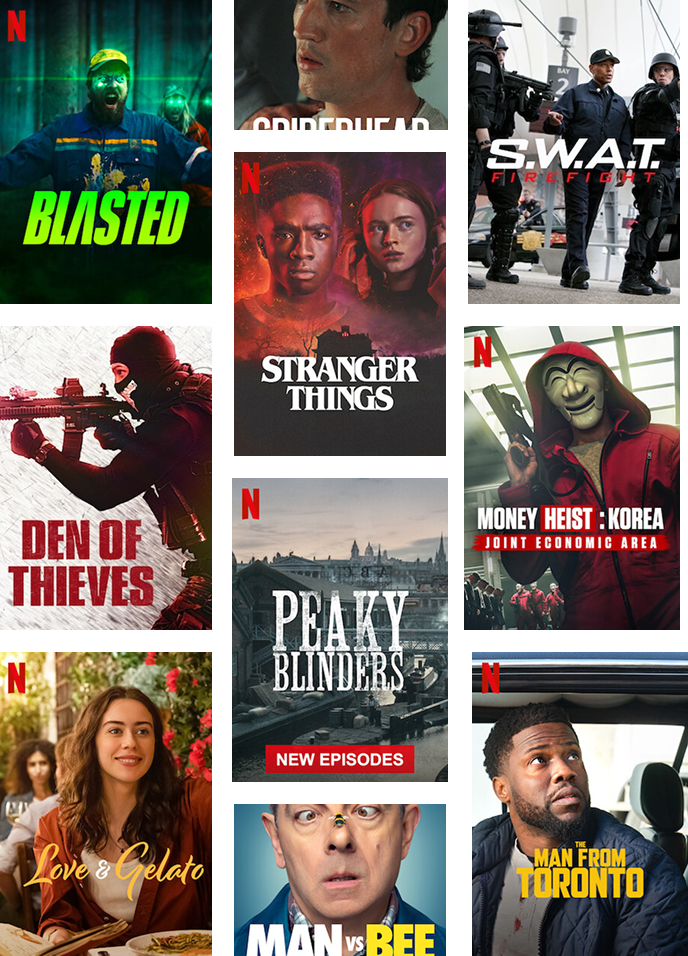 N
BLASTED
DEN OF
THIEVES
N
Love & Gelato
SPIDERHEAD
N
STRANGER
THINGS
N
PEAKY
BLINDERS
NEW EPISODES
MAN vs BEE
BAY
2
S.W.A.T.
FIREFIGHT
N
MONEY HEIST : KOREA
JOINT ECONOMIC AREA
N
THE
MAN FROM
TORONTO